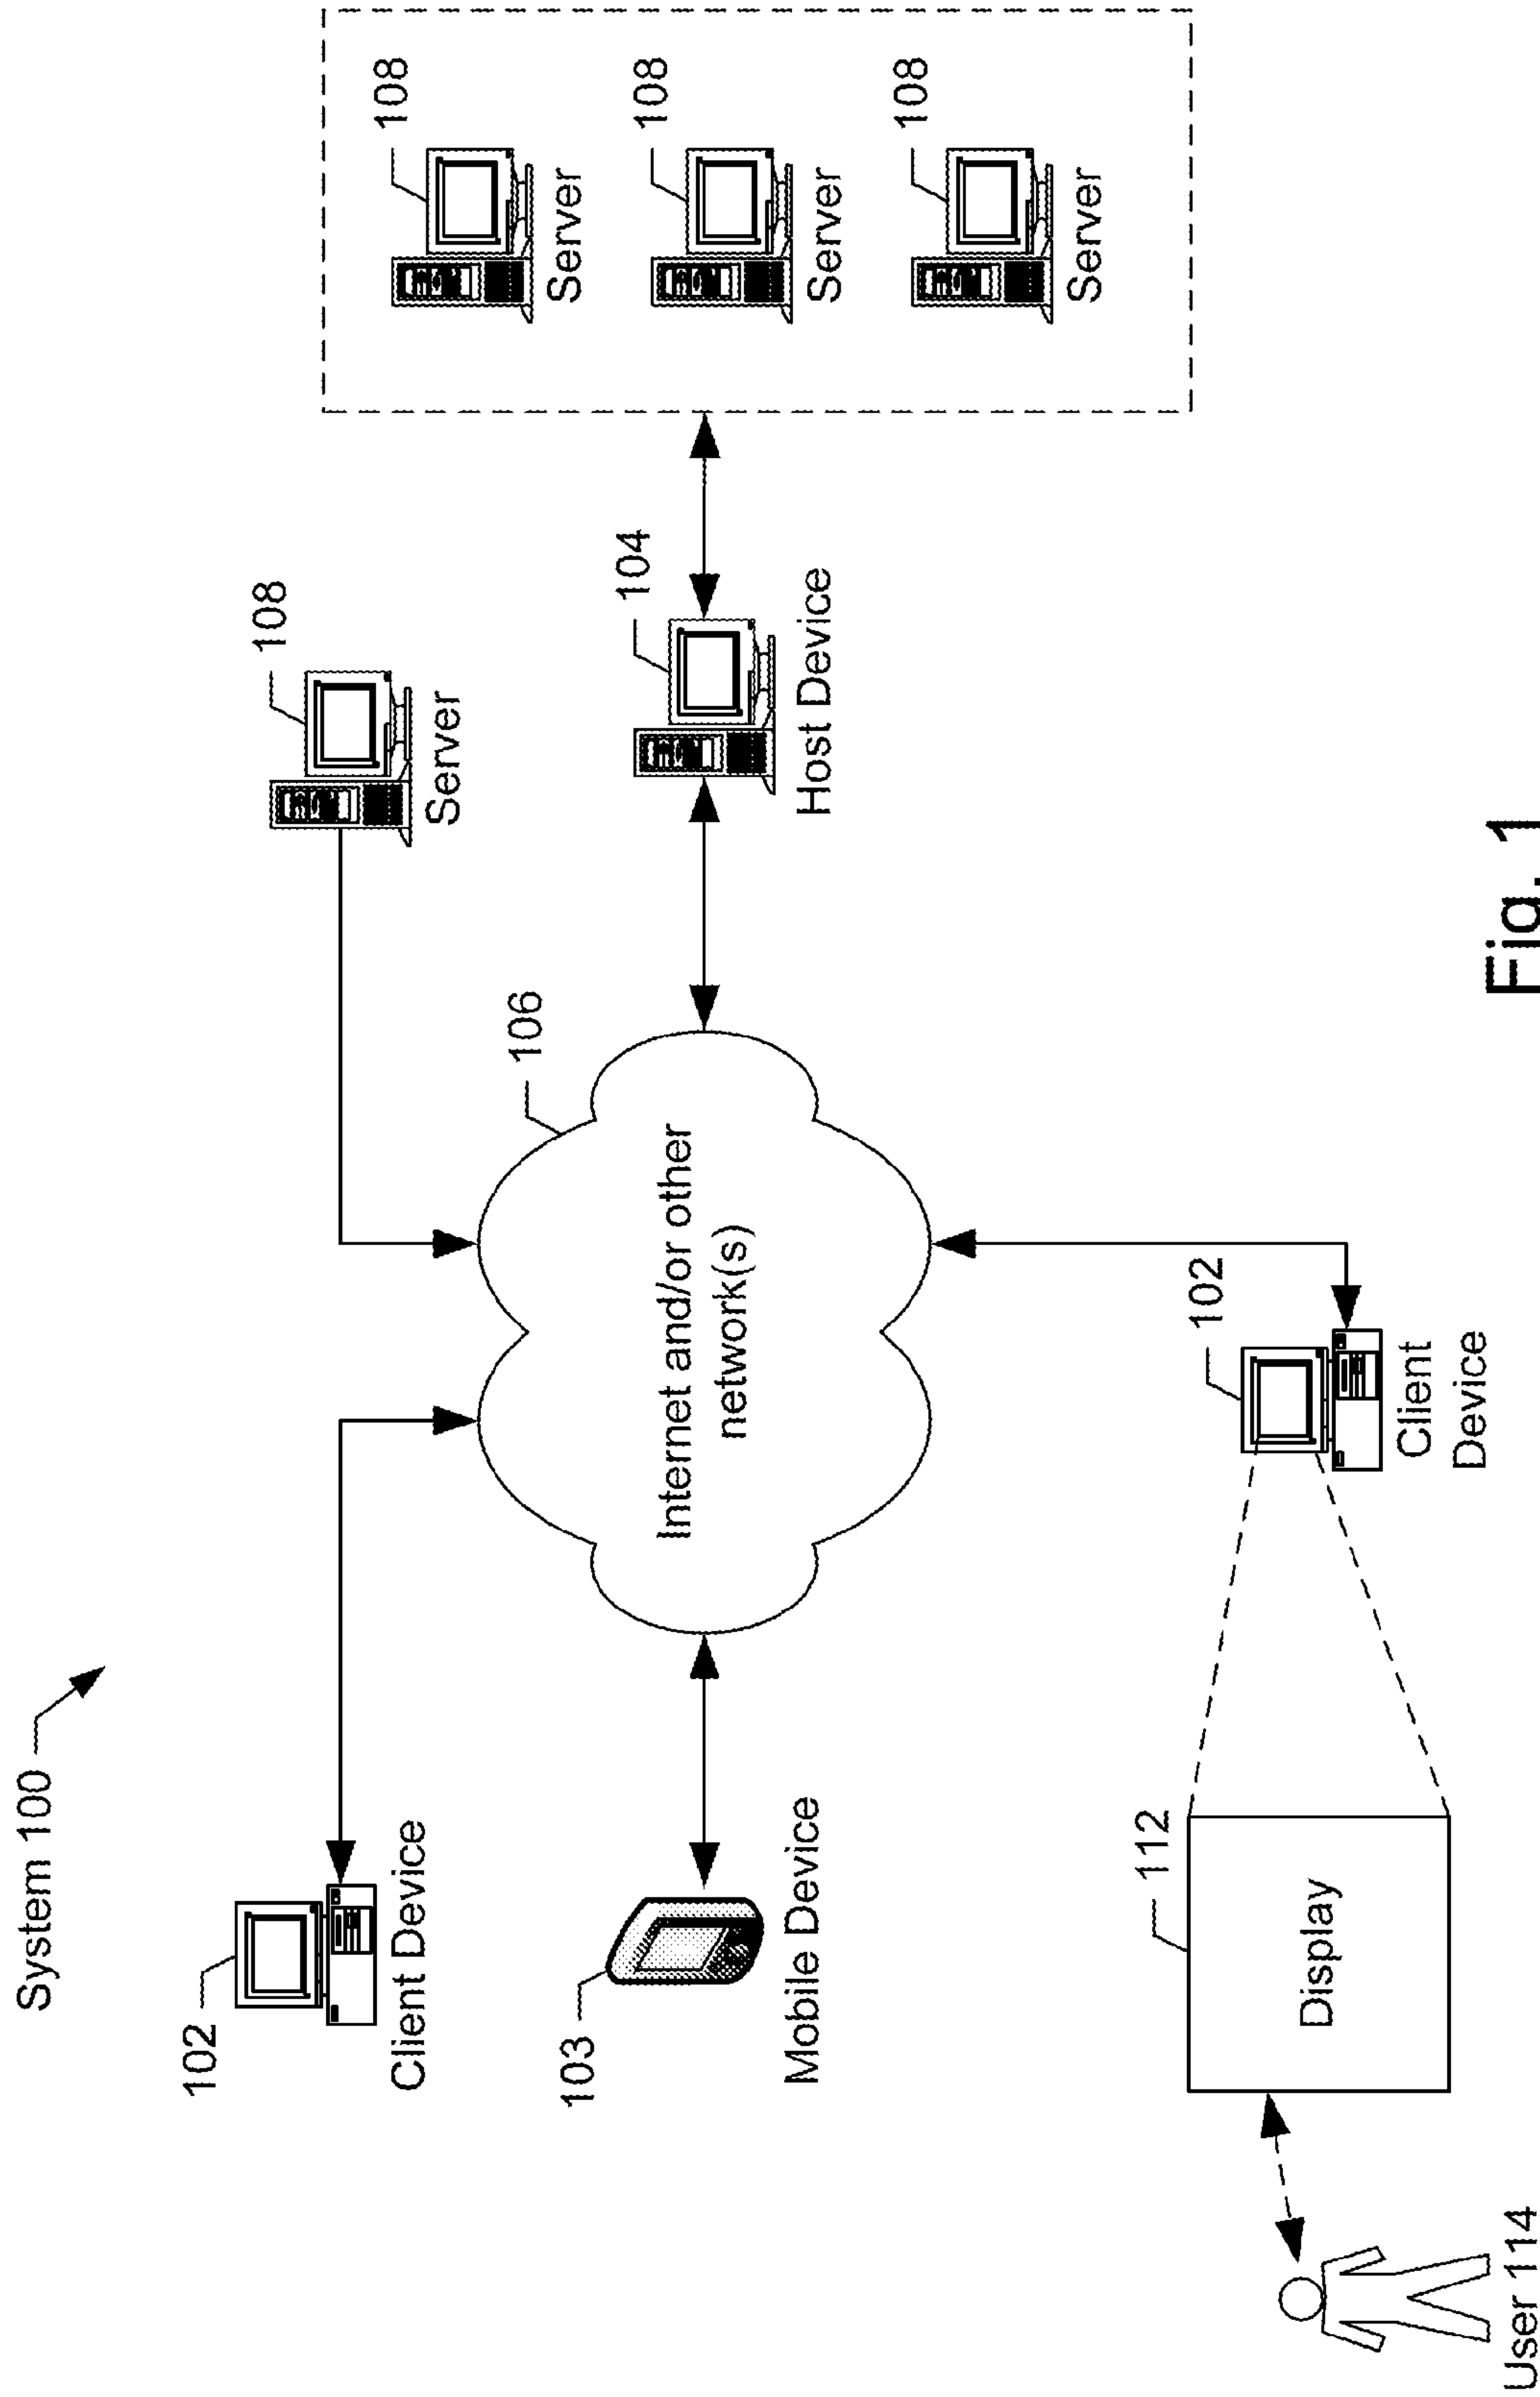 System 100
102
Client Device
108
Server
103
Mobile Device
106
Internet and/or other
network(s)
104
Host Device
108
Server
108
Server
108
Server
102
Client
Device
112
Display
User 114
Fig. 1